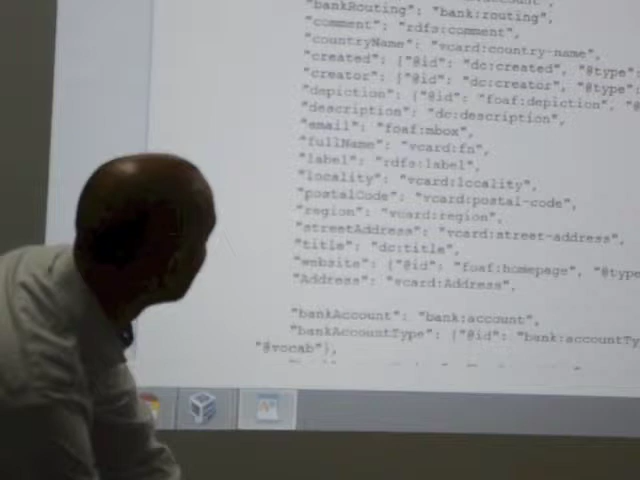 "bankRouting": "bank:routing",
"comment": "rdfs:comment",
"countryName": "vcard:country-name",
"created": {"@id": "dc:created", "@type":
"creator": {"@id": "dc:creator", "@type":
"depiction": {"@id": "foaf:depiction", "@
"description": "dc:description",
"email": "foaf:mbox",
"fullName": "vcard:fn",
"label": "rdfs:label",
"locality": "vcard:locality",
"postalCode": "vcard:postal-code",
"region": "vcard:region",
"streetAddress": "vcard:street-address",
"title": "dc:title",
"website": {"@id": "foaf:homepage", "@type
"Address": "vcard:Address",
"bankAccount": "bank:account",
"bankAccountType": {"@id": "bank:accountTy
"@vocab"},